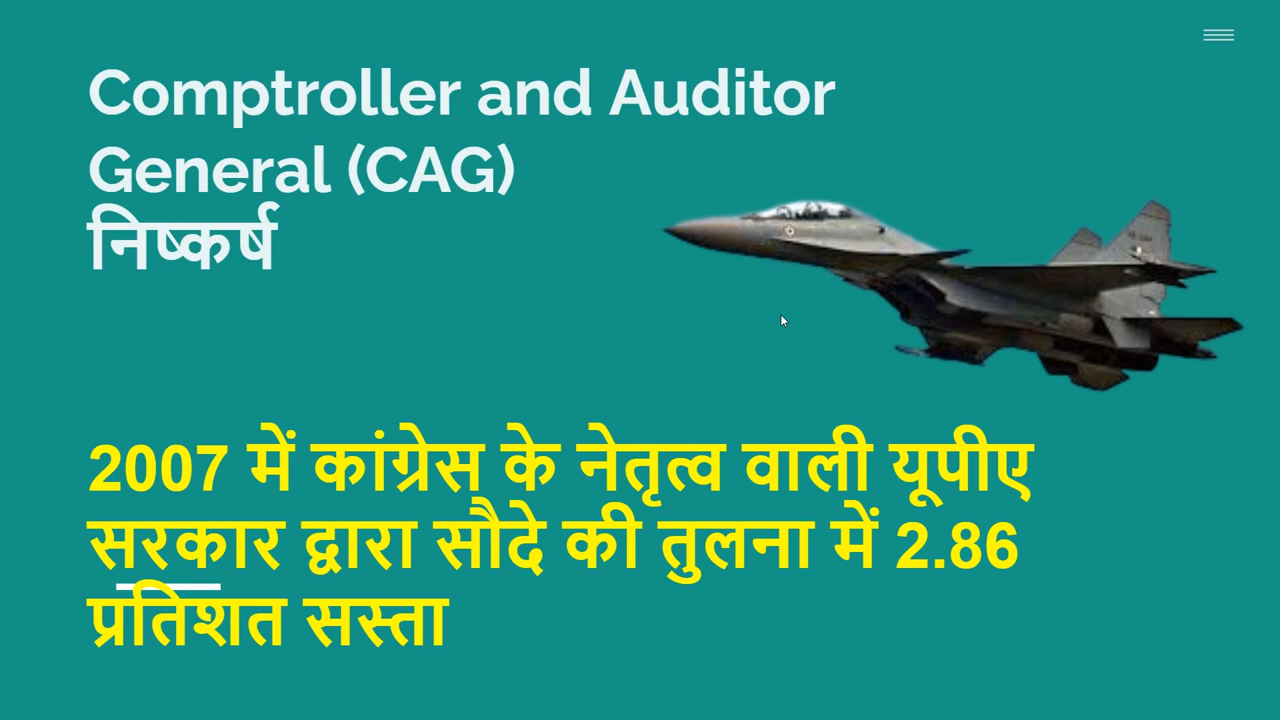 Comptroller and Auditor
General (CAG)
निष्कर्ष
2007 में कांग्रेस के नेतृत्व वाली यूपीए
सरकार द्वारा सौदे की तुलना में 2.86
प्रतिशत सस्ता